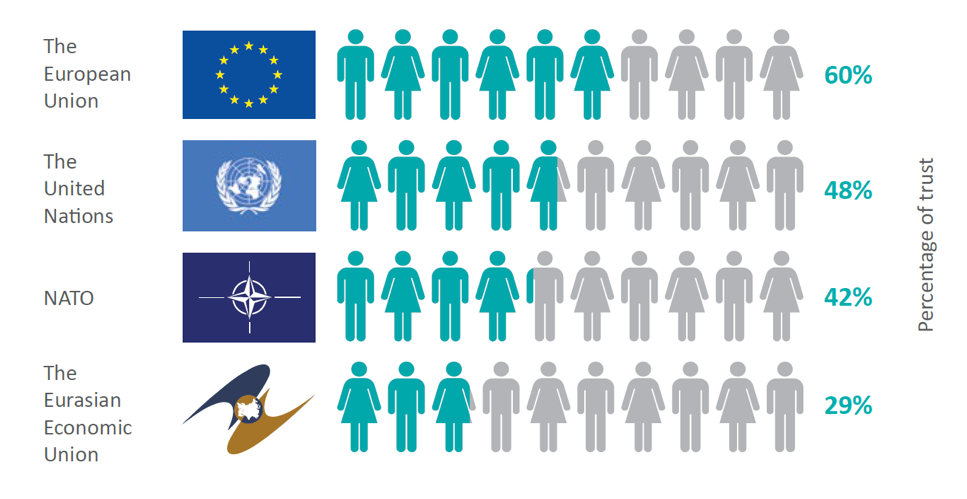 The
European
Union
60%
The
United
Nations
48%
NATO
42%
The
Eurasian
Economic
Union
29%
Percentage of trust